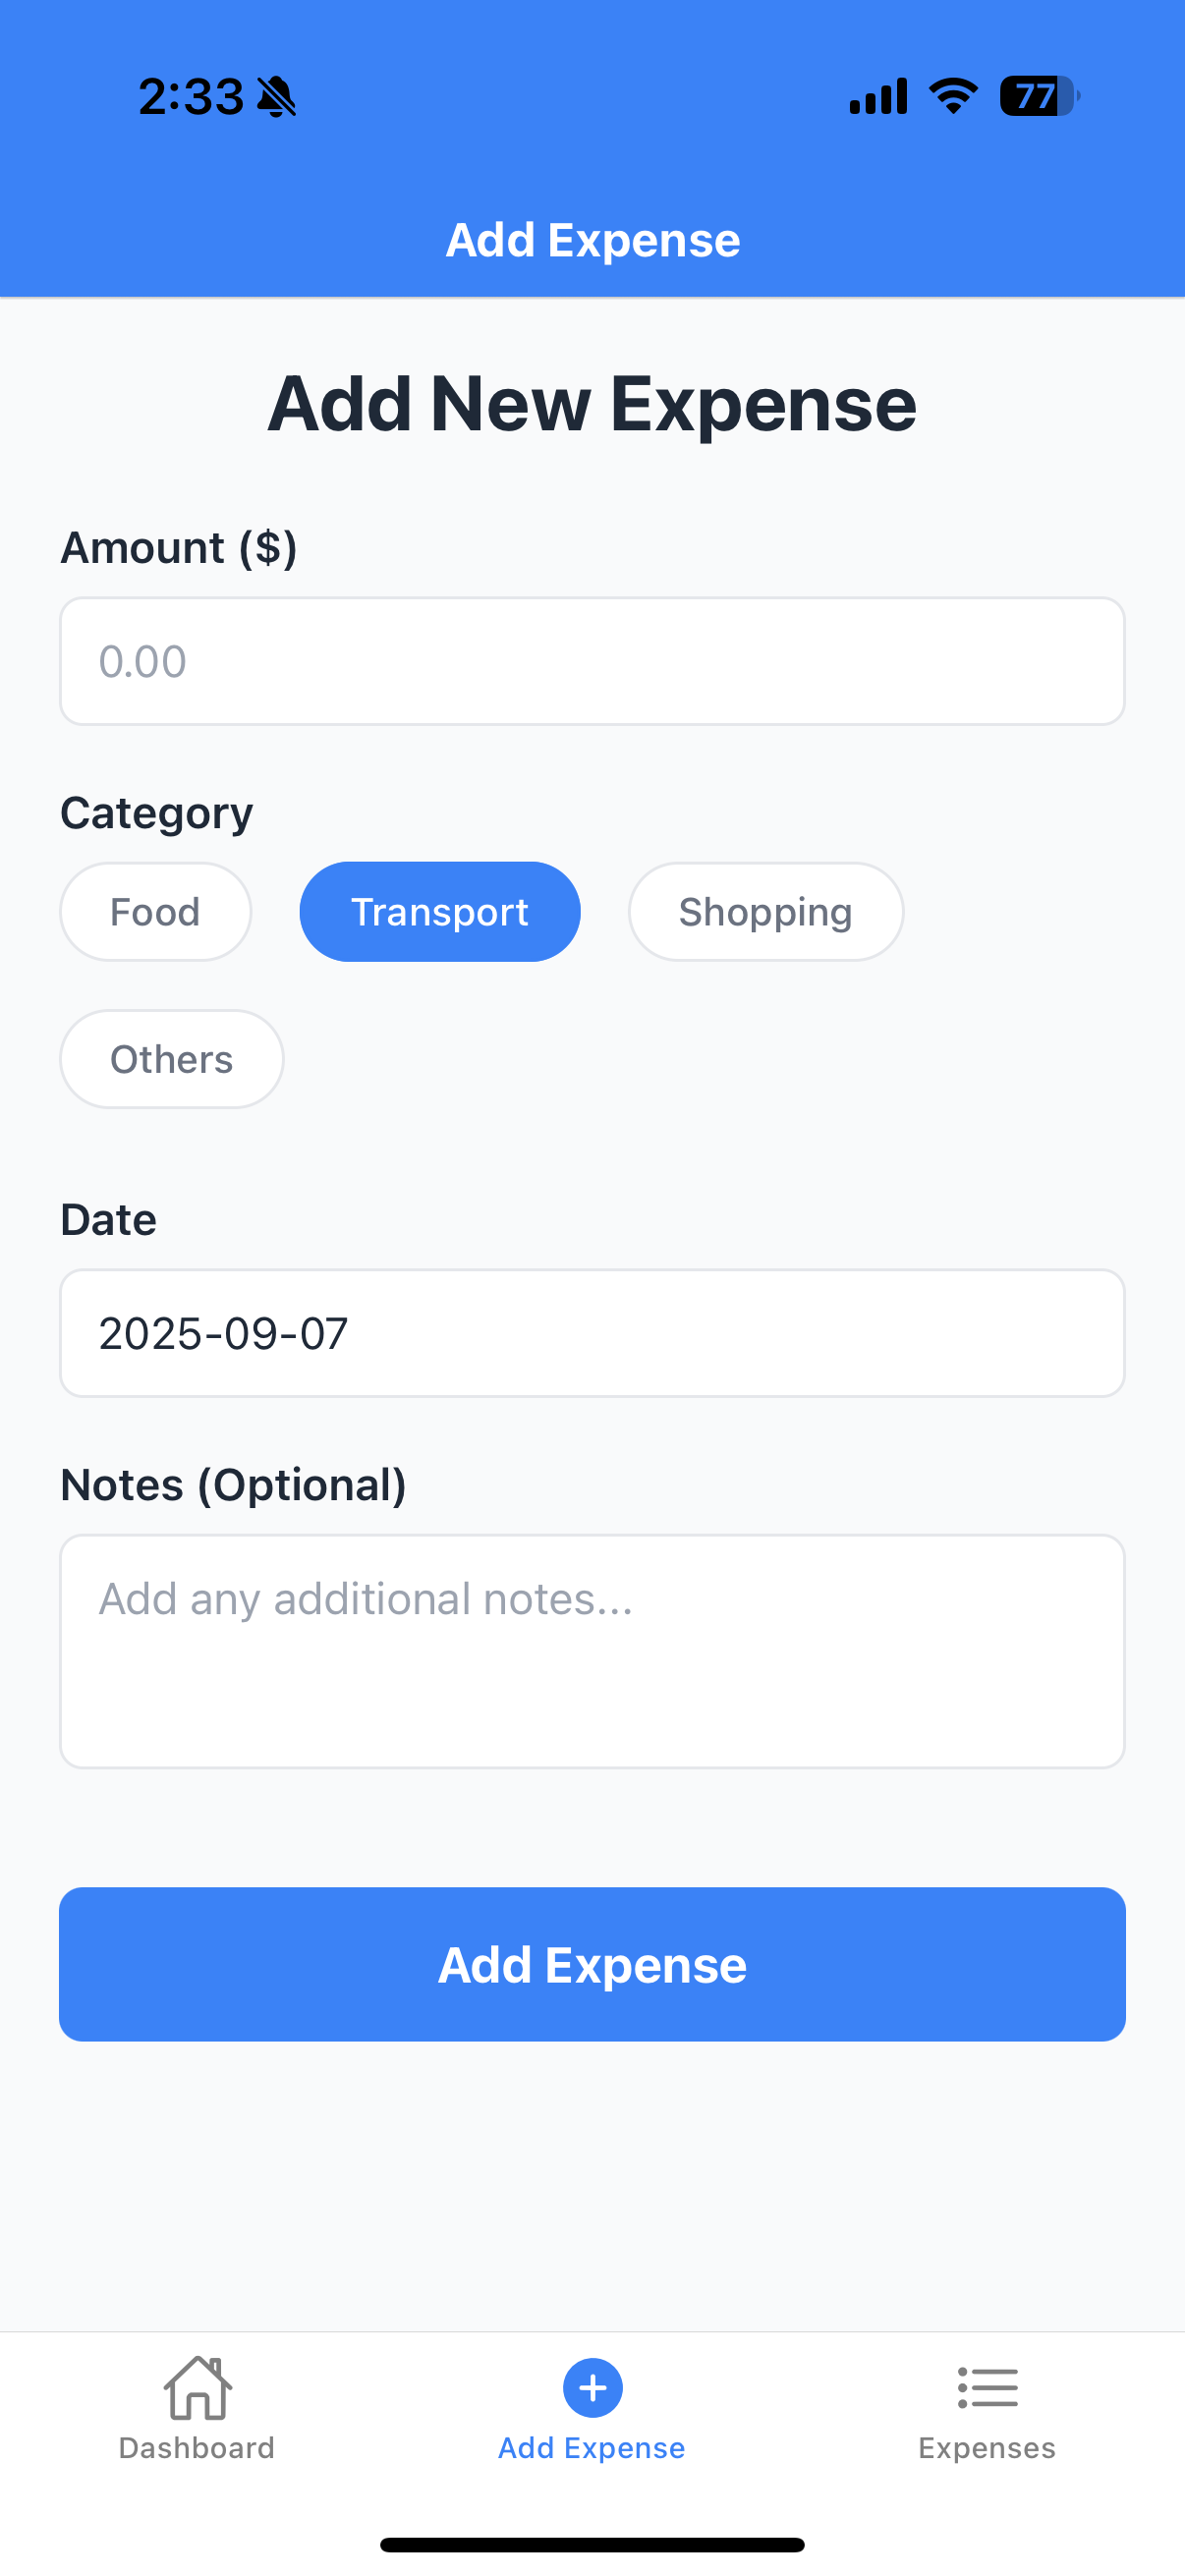 2:33
77
Add Expense
Add New Expense
Amount ($)
0.00
Category
Food Transport Shopping
Others
Date
2025-09-07
Notes (Optional)
Add any additional notes...
Add Expense
Dashboard Add Expense Expenses